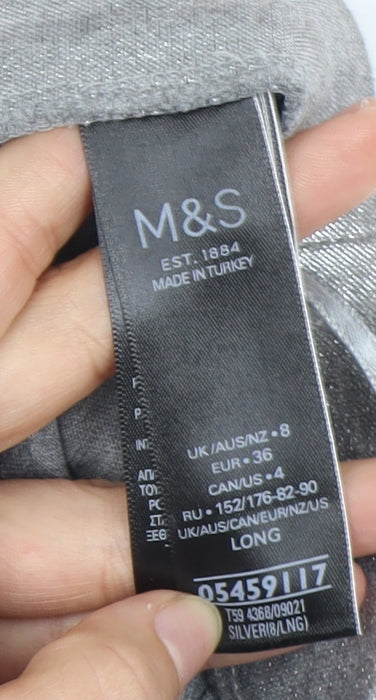 M&S
EST. 1884
MADE IN TURKEY
UK/AUS/NZ • 8
EUR • 36
CAN/US • 4
RU • 152/176-82-90
UK/AUS/CAN/EUR/NZ/US
LONG
05459117
T59 4368/09021
SILVER(8/LNG)